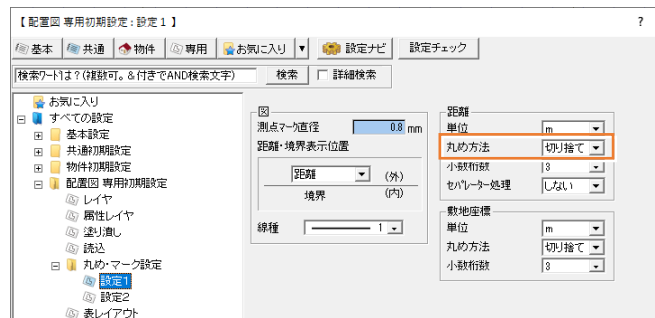 【 配置図 専用初期設定 : 設定1 】 ?
基本 共通 物件 専用 お気に入り ▼ 設定ナビ 設定チェック
検索ワードは?(複数可。&付きでAND検索文字) 検索 詳細検索
お気に入り
すべての設定
基本設定
共通初期設定
物件初期設定
配置図 専用初期設定
レイヤ
属性レイヤ
塗り潰し
読込
丸め・マーク設定
設定1
設定2
表レイアウト
図
測点マーク直径 0.8 mm
距離・境界表示位置
距離 (外)
境界 (内)
線種 1
距離
単位 m
丸め方法 切り捨て
小数桁数 3
セパレーター処理 しない
敷地座標
単位 m
丸め方法 切り捨て
小数桁数 3